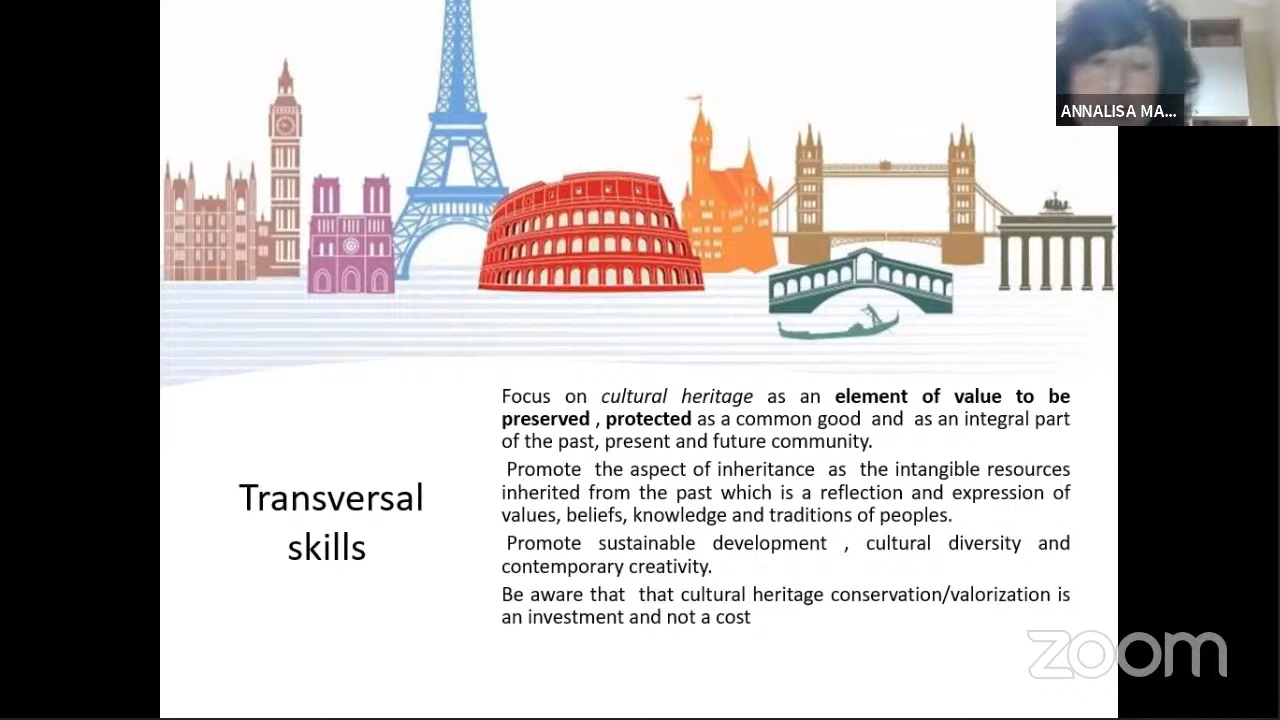 ANNALISA MA...
Focus on cultural heritage as an element of value to be
preserved , protected as a common good and as an integral part
of the past, present and future community.
Promote the aspect of inheritance as the intangible resources
inherited from the past which is a reflection and expression of
values, beliefs, knowledge and traditions of peoples.
Promote sustainable development , cultural diversity and
contemporary creativity.
Be aware that that cultural heritage conservation/valorization is
an investment and not a cost
Transversal
skills
zoom